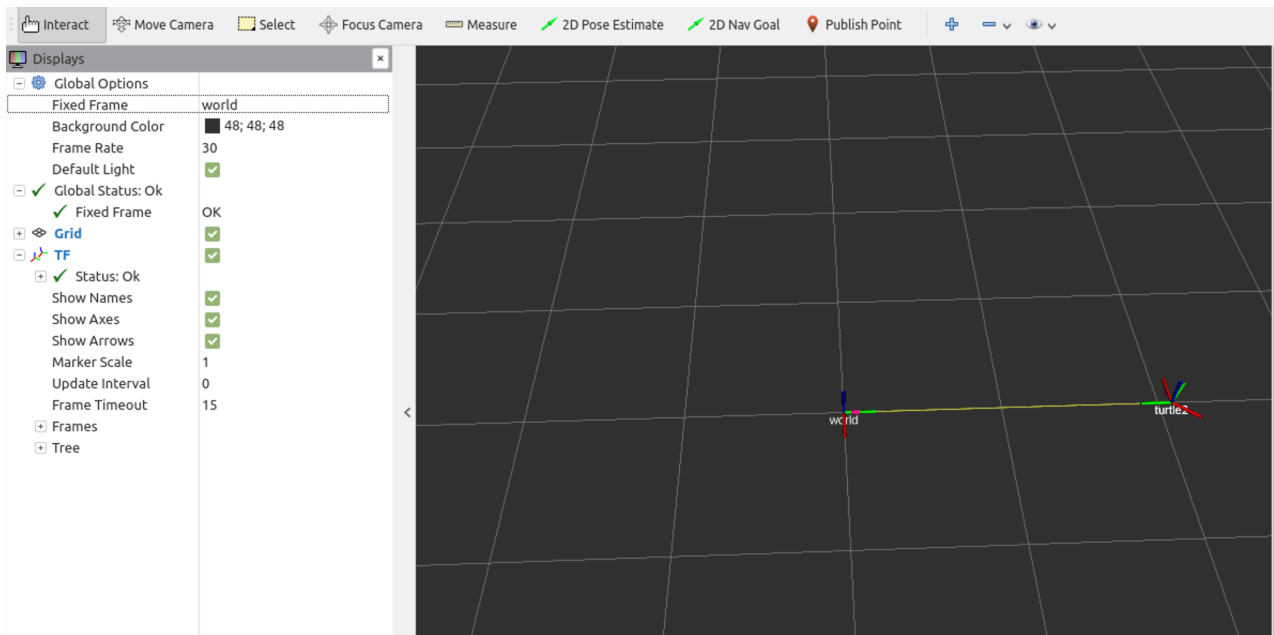 Interact Move Camera Select Focus Camera Measure 2D Pose Estimate 2D Nav Goal Publish Point
Displays
Global Options
Fixed Frame world
Background Color 48; 48; 48
Frame Rate 30
Default Light
Global Status: Ok
Fixed Frame OK
Grid
TF
Status: Ok
Show Names
Show Axes
Show Arrows
Marker Scale 1
Update Interval 0
Frame Timeout 15
Frames
Tree
world
turtle2